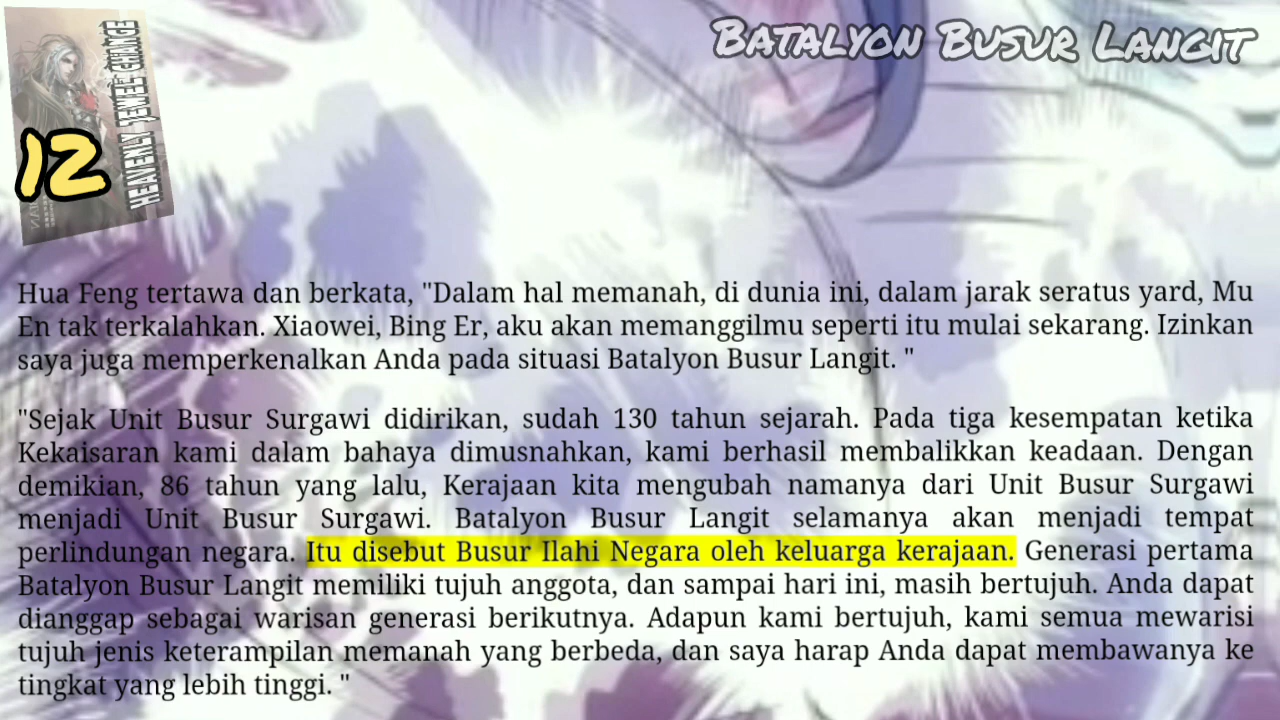 BATALYON BUSUR LANGIT
HEAVENLY JEWEL CHANGE
12
Hua Feng tertawa dan berkata, "Dalam hal memanah, di dunia ini, dalam jarak seratus yard, Mu
En tak terkalahkan. Xiaowei, Bing Er, aku akan memanggilmu seperti itu mulai sekarang. Izinkan
saya juga memperkenalkan Anda pada situasi Batalyon Busur Langit. "
"Sejak Unit Busur Surgawi didirikan, sudah 130 tahun sejarah. Pada tiga kesempatan ketika
Kekaisaran kami dalam bahaya dimusnahkan, kami berhasil membalikkan keadaan. Dengan
demikian, 86 tahun yang lalu, Kerajaan kita mengubah namanya dari Unit Busur Surgawi
menjadi Unit Busur Surgawi. Batalyon Busur Langit selamanya akan menjadi tempat
perlindungan negara. Itu disebut Busur Ilahi Negara oleh keluarga kerajaan. Generasi pertama
Batalyon Busur Langit memiliki tujuh anggota, dan sampai hari ini, masih bertujuh. Anda dapat
dianggap sebagai warisan generasi berikutnya. Adapun kami bertujuh, kami semua mewarisi
tujuh jenis keterampilan memanah yang berbeda, dan saya harap Anda dapat membawanya ke
tingkat yang lebih tinggi. "